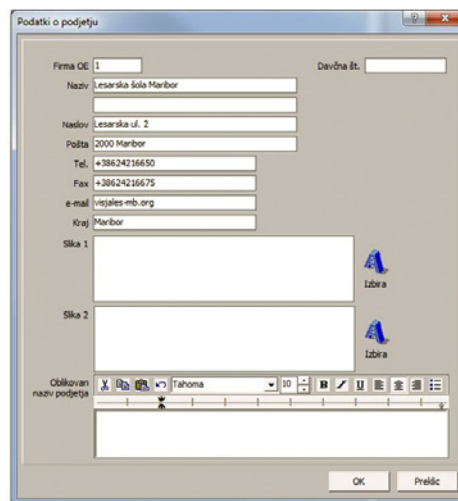 Podatki o podjetju
Firma OE 1 Davčna št.
Naziv Lesarska šola Maribor
Naslov Lesarska ul. 2
Pošta 2000 Maribor
Tel. +38624216650
Fax +38624216675
e-mail visjales-mb.org
Kraj Maribor
Slika 1
Izbira
Slika 2
Izbira
Oblikovan naziv podjetja Tahoma 10 B I U
OK Preklic